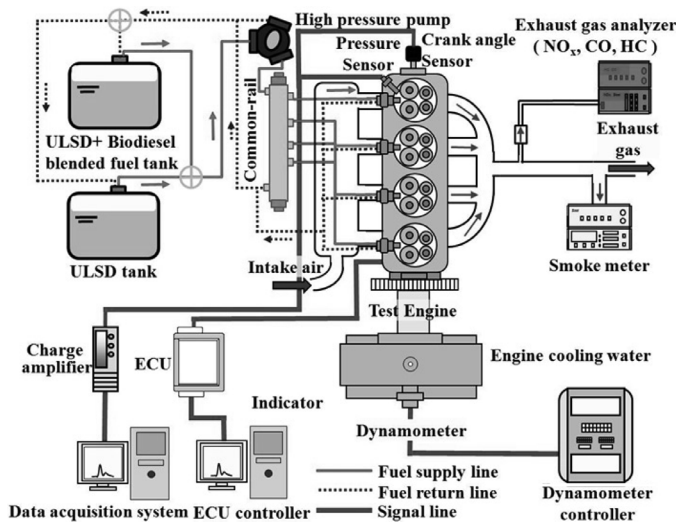 High pressure pump
Pressure
Sensor
Crank angle
Sensor
Exhaust gas analyzer
( NOx, CO, HC )
Exhaust
gas
ULSD+ Biodiesel
blended fuel tank
Common-rail
ULSD tank
Smoke meter
Intake air
Test Engine
Charge
amplifier
ECU
Engine cooling water
Indicator
Dynamometer
Fuel supply line
Fuel return line
Signal line
Data acquisition system
ECU controller
Dynamometer
controller